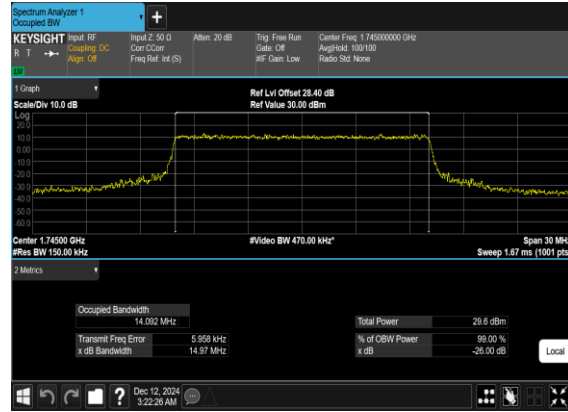 Spectrum Analyzer 1
Occupied BW
KEYSIGHT Input: RF Input Z: 50 Ω Atten: 20 dB Trig: Free Run Center Freq: 1.745000000 GHz
R T Coupling: DC Corr CCorr Gate: Off Avg|Hold: 100/100
Align: Off Freq Ref: Int (S) #IF Gain: Low Radio Std: None
1 Graph
Ref Lvl Offset 28.40 dB
Scale/Div 10.0 dB Ref Value 30.00 dBm
Log
20.0
10.0
0.00
-10.0
-20.0
-30.0
-40.0
-50.0
-60.0
Center 1.74500 GHz #Video BW 470.00 kHz* Span 30 MHz
#Res BW 150.00 kHz Sweep 1.67 ms (1001 pts)
2 Metrics
Occupied Bandwidth
14.092 MHz Total Power 29.6 dBm
Transmit Freq Error 5.958 kHz % of OBW Power 99.00 %
x dB Bandwidth 14.97 MHz x dB -26.00 dB
Local
Dec 12, 2024
3:22:26 AM